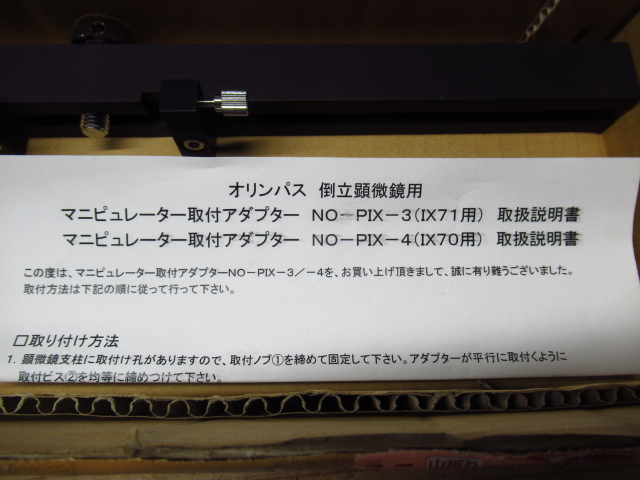 オリンパス 倒立顕微鏡用
マニピュレーター取付アダプター NO－PIX－3（IX71用） 取扱説明書
マニピュレーター取付アダプター NO－PIX－4（IX70用） 取扱説明書
この度は、マニピュレーター取付アダプターNO－PIX－3／－4を、お買い上げ頂きまして、誠に有り難うございました。
取付方法は下記の順に従って行って下さい。
□取り付け方法
1．顕微鏡支柱に取付け孔がありますので、取付ノブ①を締めて固定して下さい。アダプターが平行に取付くように
取付ビス②を均等に締めつけて下さい。